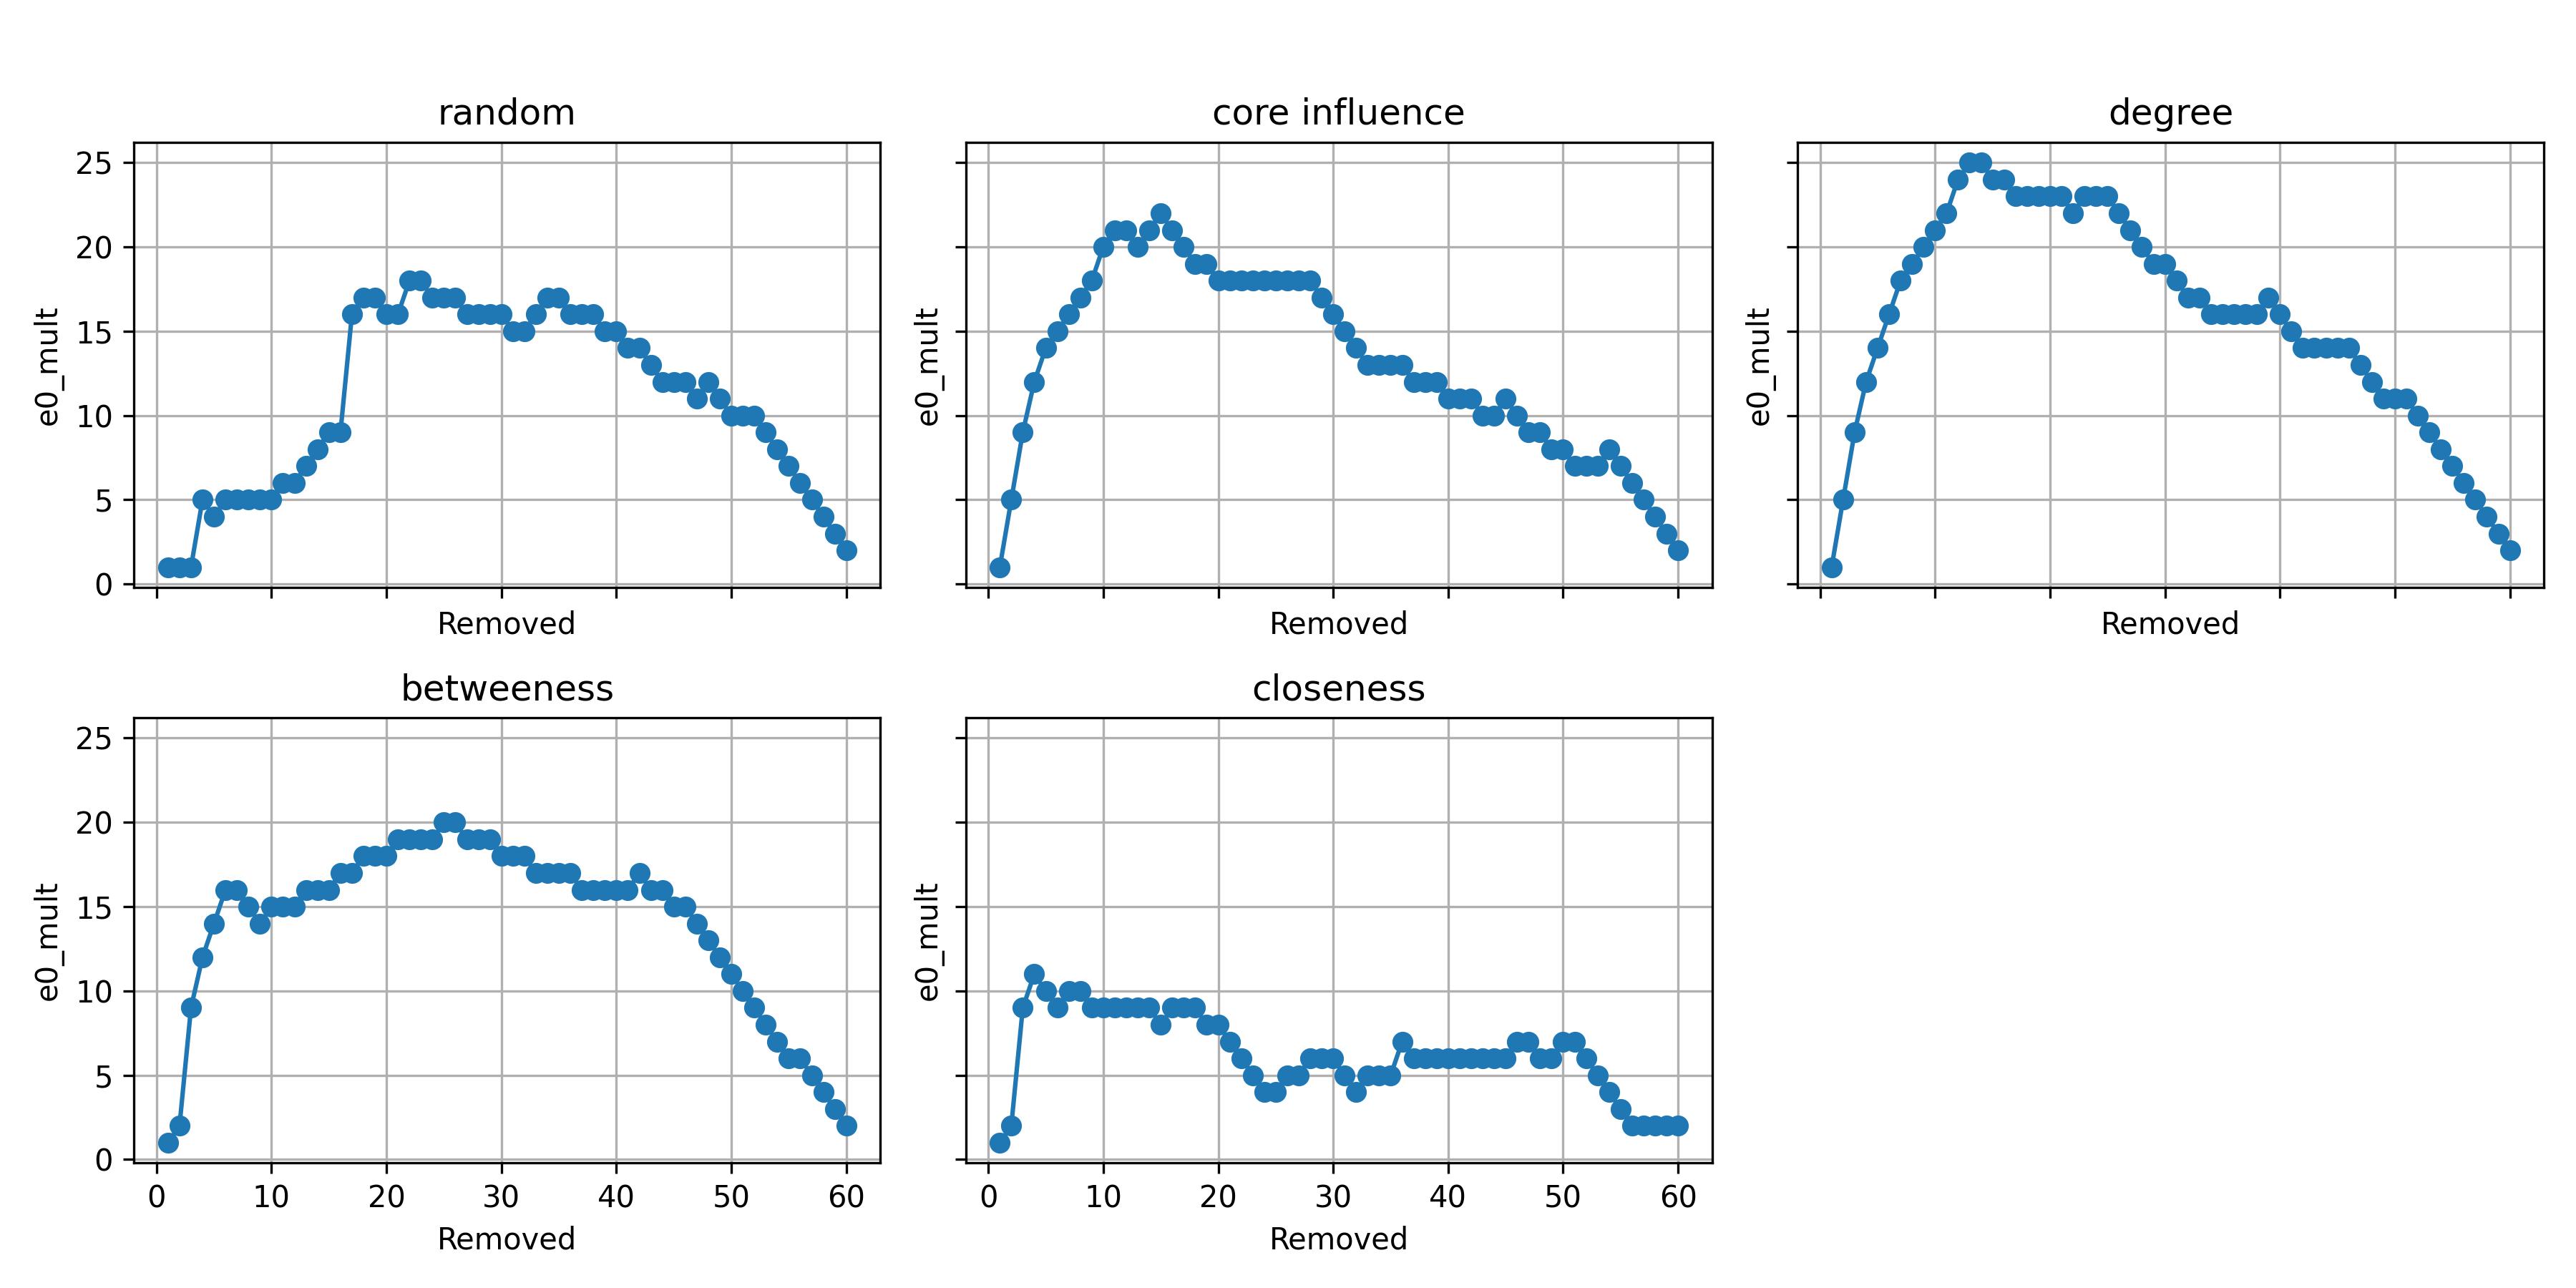 random
core influence
degree
25
20
15
10
5
0
e0_mult
e0_mult
e0_mult
Removed
Removed
Removed
betweeness
closeness
25
20
15
10
5
0
e0_mult
e0_mult
0 10 20 30 40 50 60
0 10 20 30 40 50 60
Removed
Removed